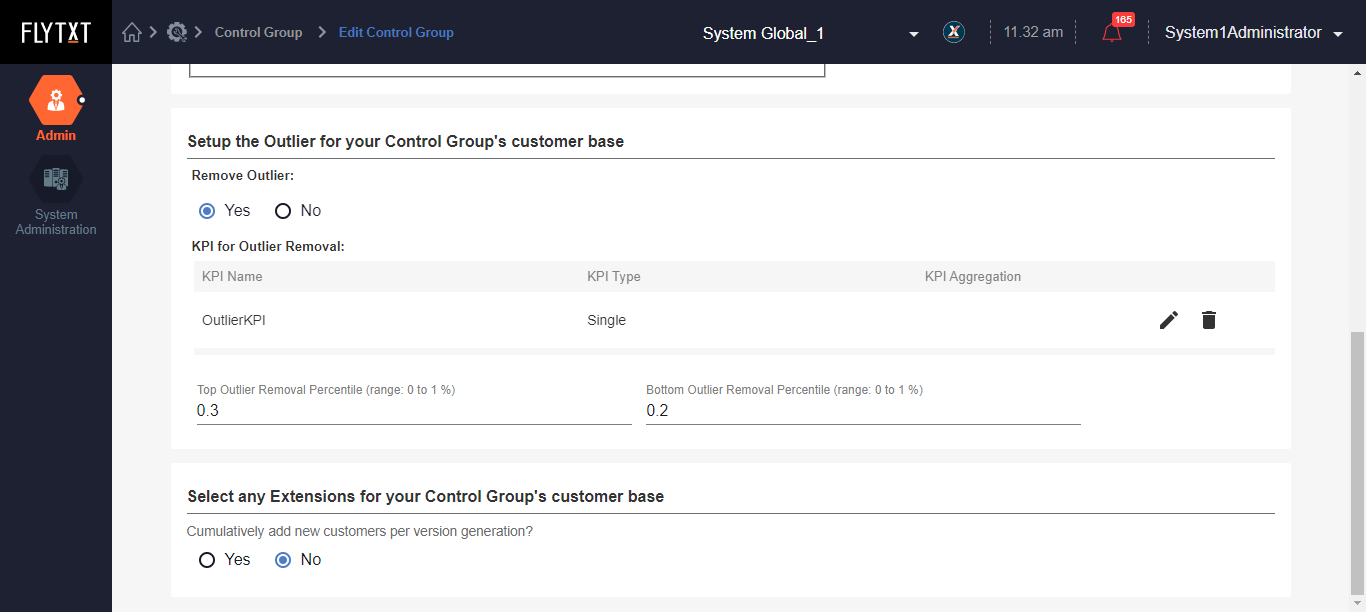 FLYTXT
Control Group
Edit Control Group
System Global_1
11.32 am
165
System1Administrator
Admin
System
Administration
Setup the Outlier for your Control Group's customer base
Remove Outlier:
Yes No
KPI for Outlier Removal:
KPI Name KPI Type KPI Aggregation
OutlierKPI Single
Top Outlier Removal Percentile (range: 0 to 1 %) Bottom Outlier Removal Percentile (range: 0 to 1 %)
0.3 0.2
Select any Extensions for your Control Group's customer base
Cumulatively add new customers per version generation?
Yes No